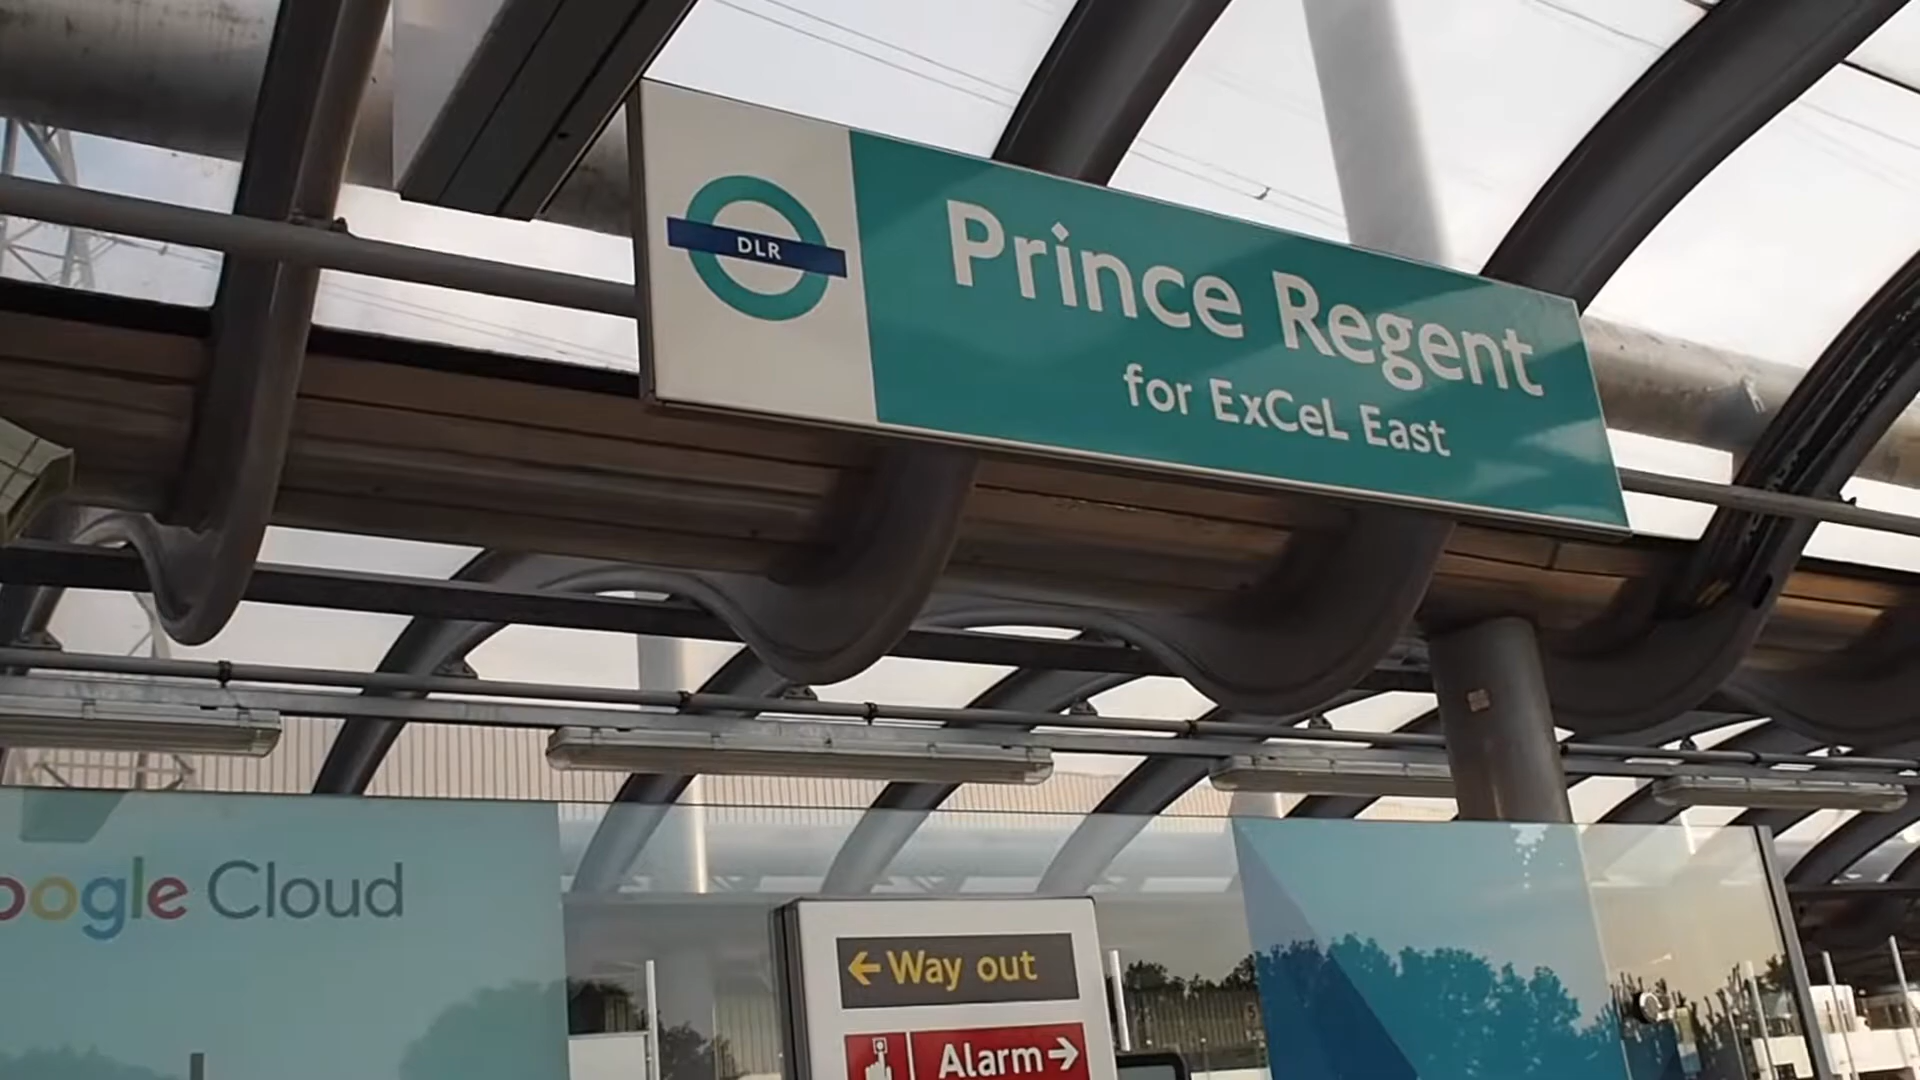 DLR
Prince Regent
for ExCeL East
oogle Cloud
←Way out
Alarm→